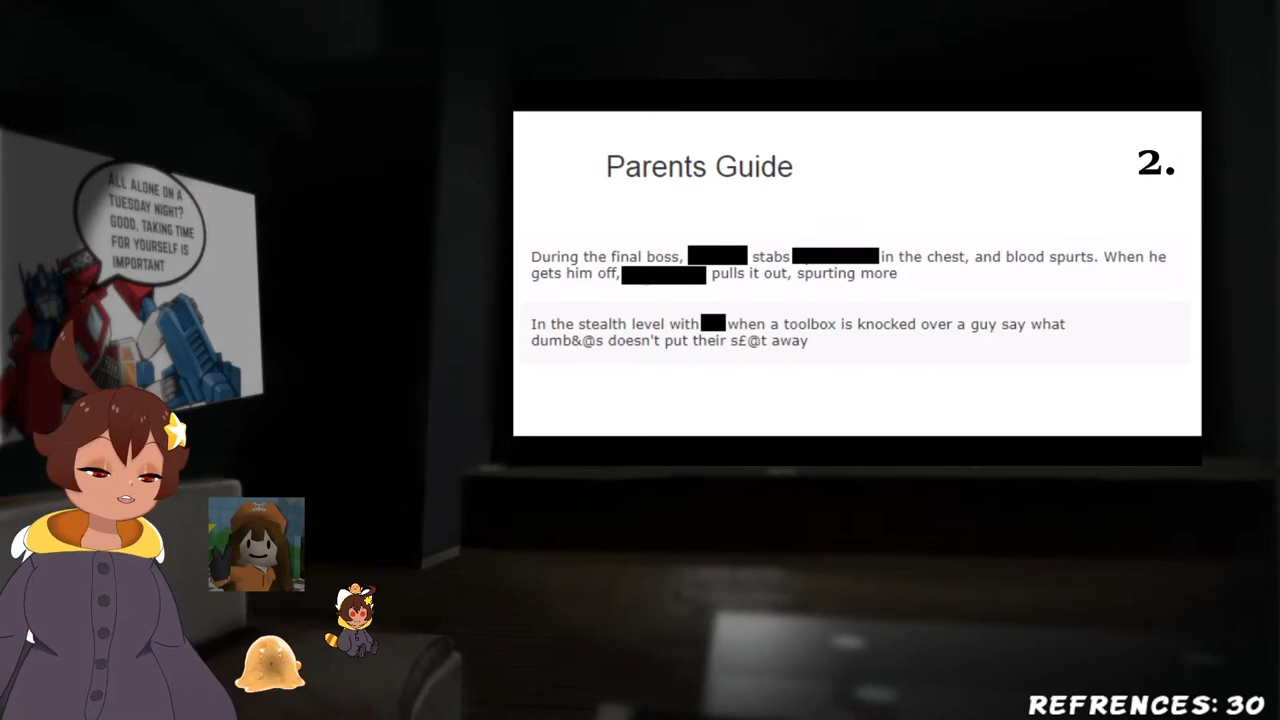 ALL ALONE ON A
TUESDAY NIGHT?
GOOD, TAKING TIME
FOR YOURSELF IS
IMPORTANT
Parents Guide
2.
During the final boss, stabs in the chest, and blood spurts. When he
gets him off, pulls it out, spurting more
In the stealth level with when a toolbox is knocked over a guy say what
dumb&@s doesn't put their s£@t away
REFRENCES: 30